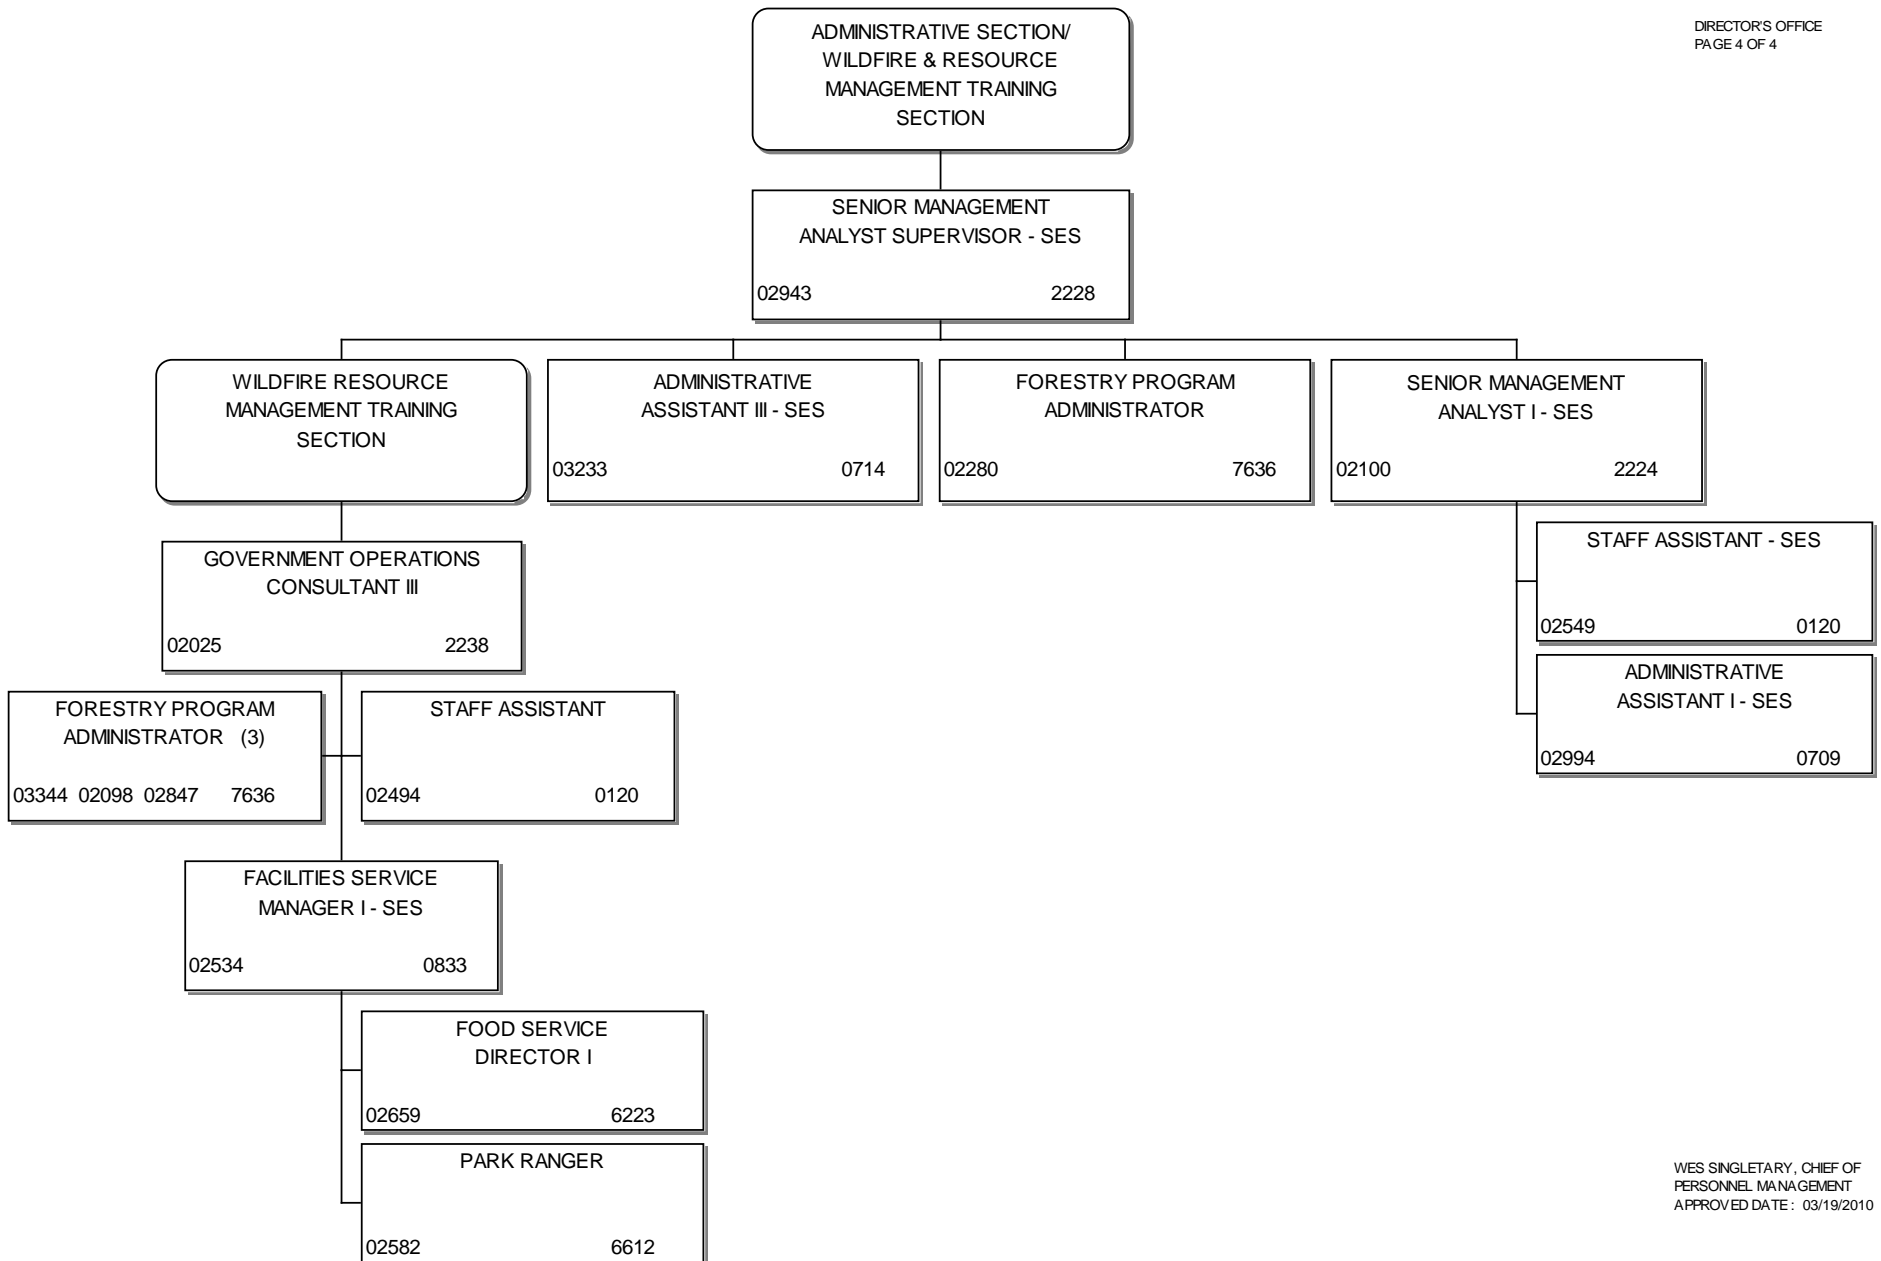 DIRECTOR'S OFFICE
PAGE 4 OF 4
ADMINISTRATIVE SECTION/
WILDFIRE & RESOURCE
MANAGEMENT TRAINING
SECTION
SENIOR MANAGEMENT
ANALYST SUPERVISOR - SES
02943 2228
WILDFIRE RESOURCE
MANAGEMENT TRAINING
SECTION
ADMINISTRATIVE
ASSISTANT III - SES
03233 0714
FORESTRY PROGRAM
ADMINISTRATOR
02280 7636
SENIOR MANAGEMENT
ANALYST I - SES
02100 2224
GOVERNMENT OPERATIONS
CONSULTANT III
02025 2238
STAFF ASSISTANT - SES
02549 0120
ADMINISTRATIVE
ASSISTANT I - SES
02994 0709
FORESTRY PROGRAM
ADMINISTRATOR (3)
03344 02098 02847 7636
STAFF ASSISTANT
02494 0120
FACILITIES SERVICE
MANAGER I - SES
02534 0833
FOOD SERVICE
DIRECTOR I
02659 6223
PARK RANGER
02582 6612
WES SINGLETARY, CHIEF OF
PERSONNEL MANAGEMENT
APPROVED DATE : 03/19/2010